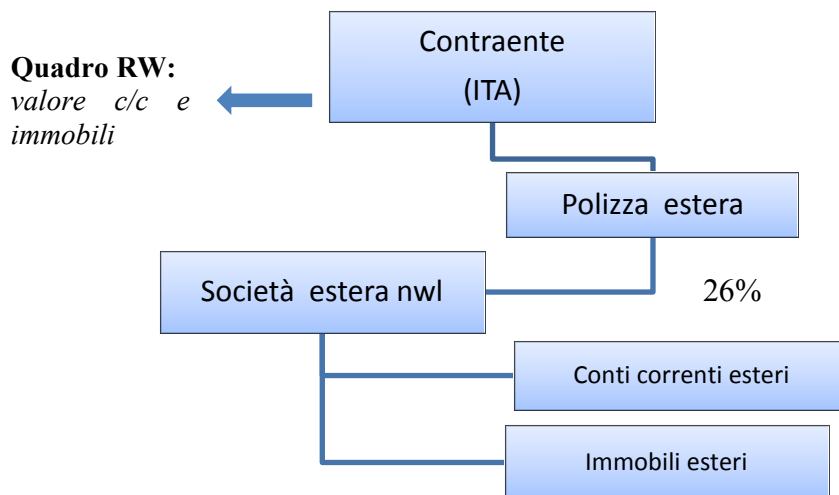 Contraente
(ITA)
Quadro RW:
valore c/c e
immobili
Polizza estera
Società estera nwl
26%
Conti correnti esteri
Immobili esteri